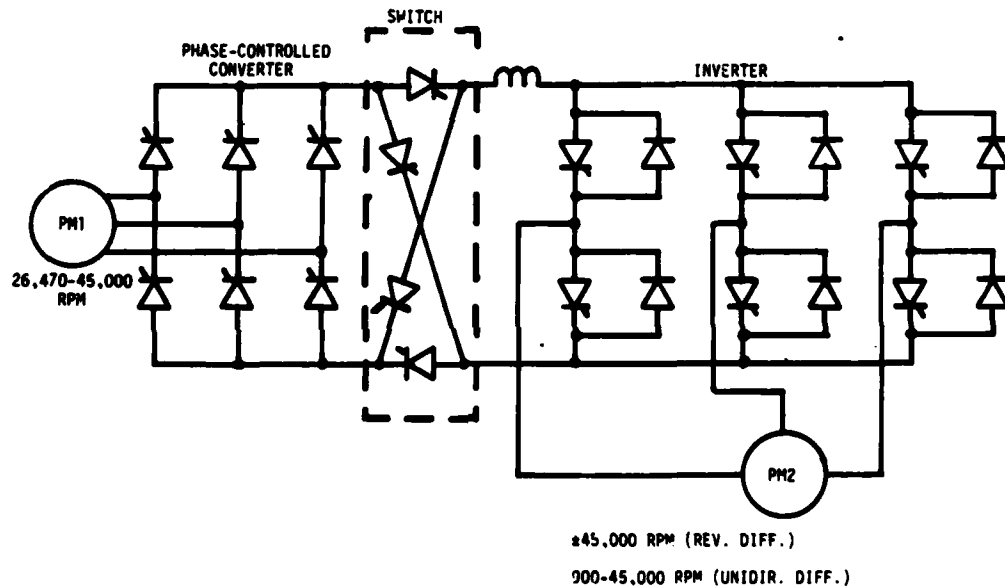 SWITCH
PHASE-CONTROLLED
CONVERTER
INVERTER
PM1
26,470-45,000
RPM
PM2
±45,000 RPM (REV. DIFF.)
900-45,000 RPM (UNIDIR. DIFF.)